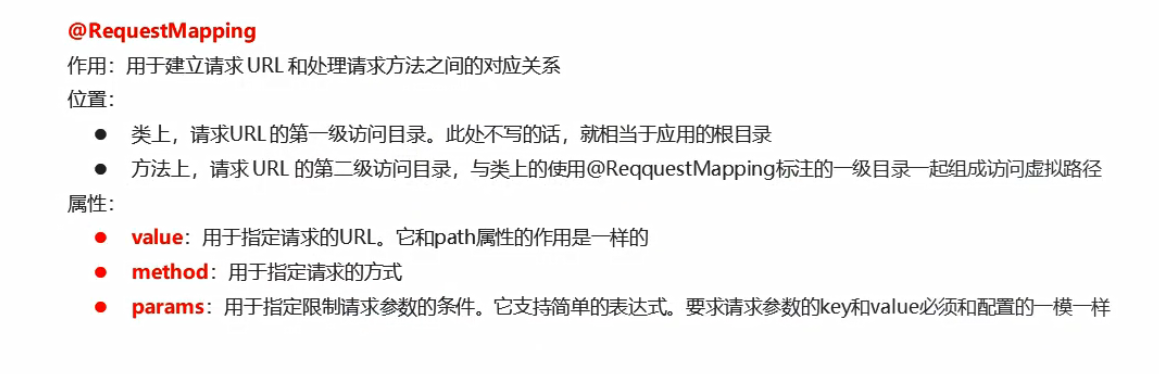 @RequestMapping
作用：用于建立请求 URL 和处理请求方法之间的对应关系
位置：
● 类上，请求URL的第一级访问目录。此处不写的话，就相当于应用的根目录
● 方法上，请求 URL 的第二级访问目录，与类上的使用@ReqquestMapping标注的一级目录一起组成访问虚拟路径
属性：
● value：用于指定请求的URL。它和path属性的作用是一样的
● method：用于指定请求的方式
● params：用于指定限制请求参数的条件。它支持简单的表达式。要求请求参数的key和value必须和配置的一模一样